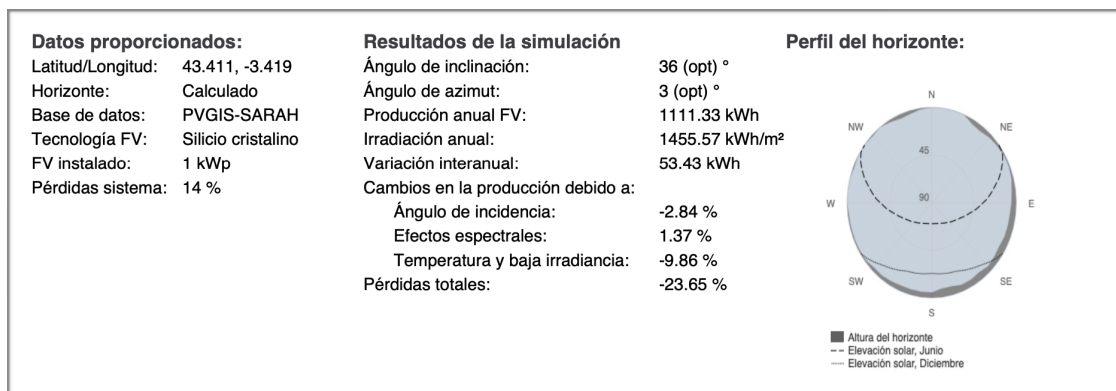 Datos proporcionados:
Latitud/Longitud: 43.411, -3.419
Horizonte: Calculado
Base de datos: PVGIS-SARAH
Tecnología FV: Silicio cristalino
FV instalado: 1 kWp
Pérdidas sistema: 14 %
Resultados de la simulación
Ángulo de inclinación: 36 (opt) °
Ángulo de azimut: 3 (opt) °
Producción anual FV: 1111.33 kWh
Irradiación anual: 1455.57 kWh/m²
Variación interanual: 53.43 kWh
Cambios en la producción debido a:
Ángulo de incidencia: -2.84 %
Efectos espectrales: 1.37 %
Temperatura y baja irradiancia: -9.86 %
Pérdidas totales: -23.65 %
Perfil del horizonte:
N
NW NE
45
90
W E
SW SE
S
Altura del horizonte
Elevación solar, Junio
Elevación solar, Diciembre